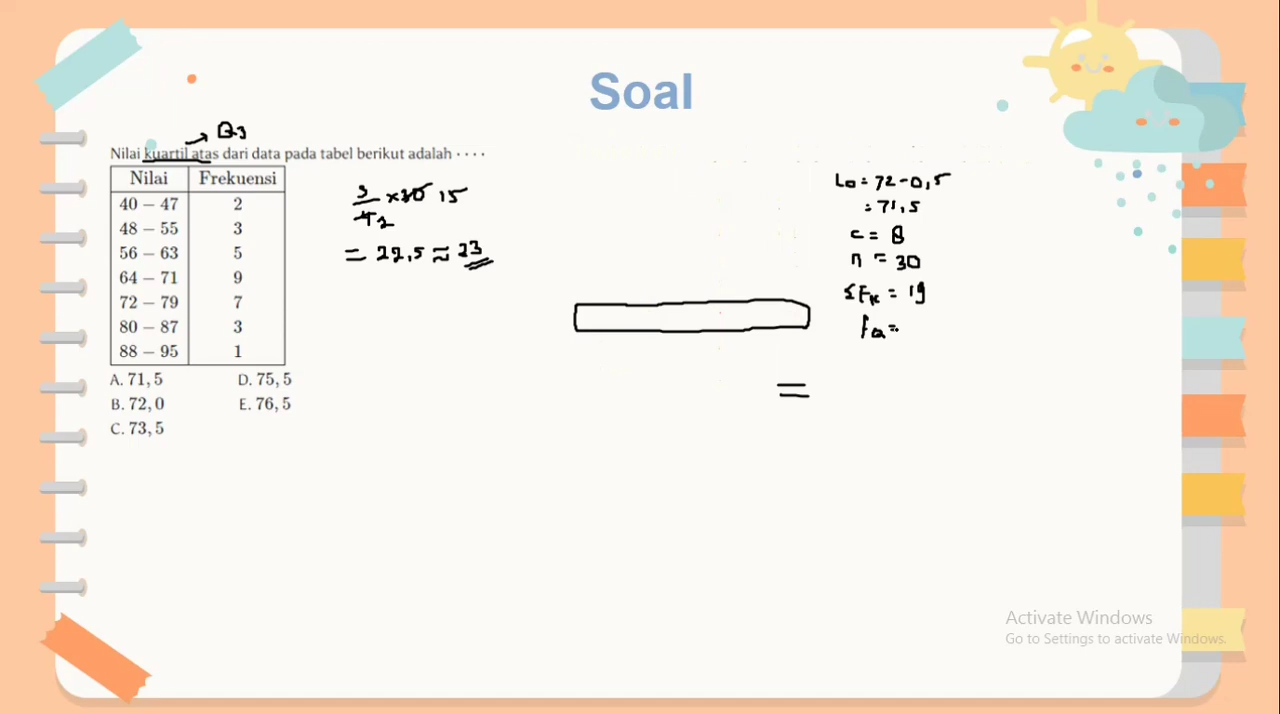 Soal
Q3
Nilai kuartil atas dari data pada tabel berikut adalah . . . .
Nilai Frekuensi
40 – 47 2
48 – 55 3
56 – 63 5
64 – 71 9
72 – 79 7
80 – 87 3
88 – 95 1
A. 71, 5 D. 75, 5
B. 72, 0 E. 76, 5
C. 73, 5
3/4 2 × 30 15
= 22,5 ≈ 23
Lo = 72 - 0,5
= 71,5
c = 8
n = 30
ΣFk = 19
fQ =
=
Activate Windows
Go to Settings to activate Windows.